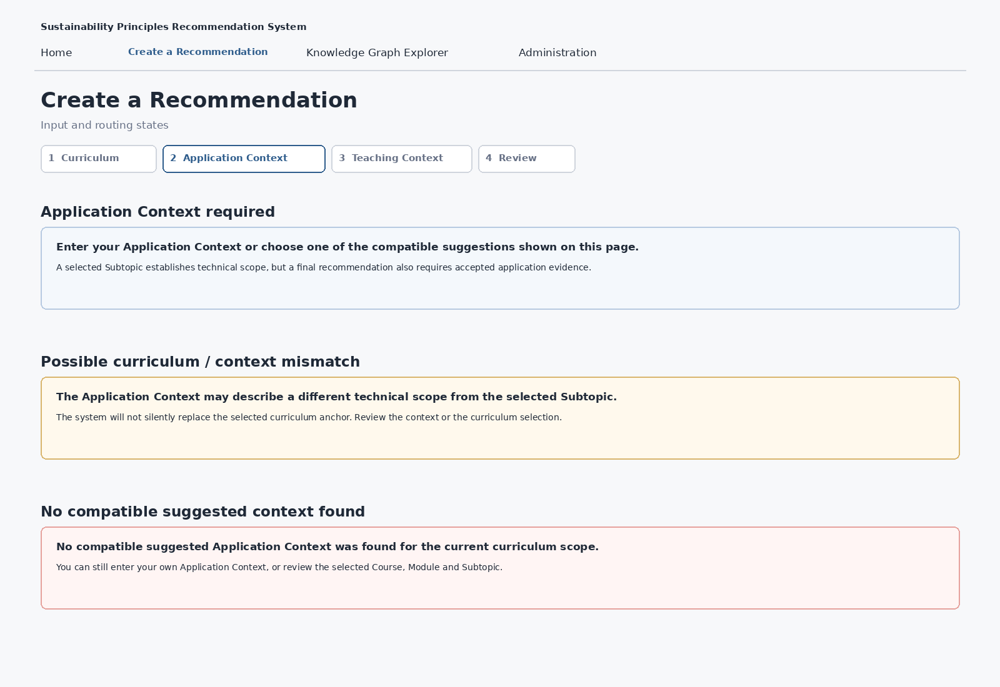 Sustainability Principles Recommendation System
Home Create a Recommendation Knowledge Graph Explorer Administration
Create a Recommendation
Input and routing states
1 Curriculum 2 Application Context 3 Teaching Context 4 Review
Application Context required
Enter your Application Context or choose one of the compatible suggestions shown on this page.
A selected Subtopic establishes technical scope, but a final recommendation also requires accepted application evidence.
Possible curriculum / context mismatch
The Application Context may describe a different technical scope from the selected Subtopic.
The system will not silently replace the selected curriculum anchor. Review the context or the curriculum selection.
No compatible suggested context found
No compatible suggested Application Context was found for the current curriculum scope.
You can still enter your own Application Context, or review the selected Course, Module and Subtopic.